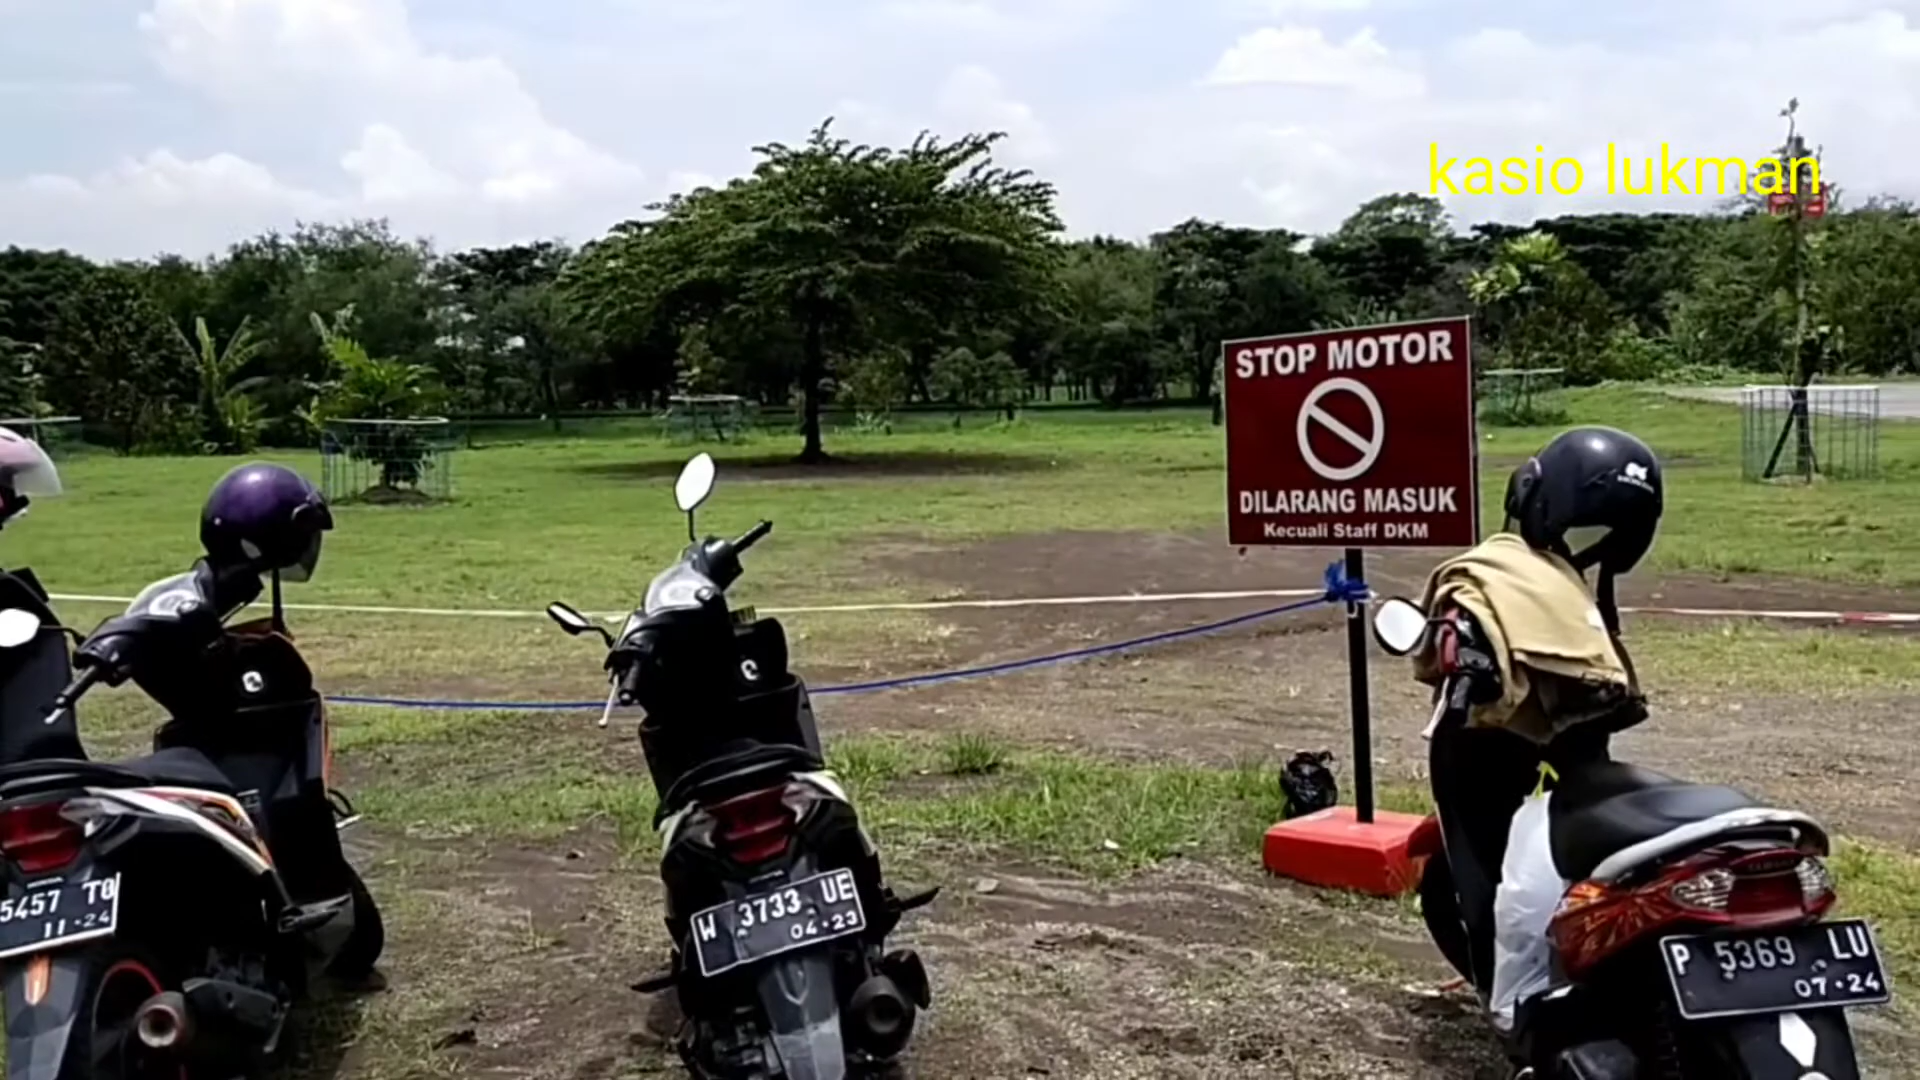 kasio lukman
STOP MOTOR
DILARANG MASUK
Kecuali Staff DKM
5457 TO
11-24
W 3733 UE
04-23
P 5369 LU
07-24